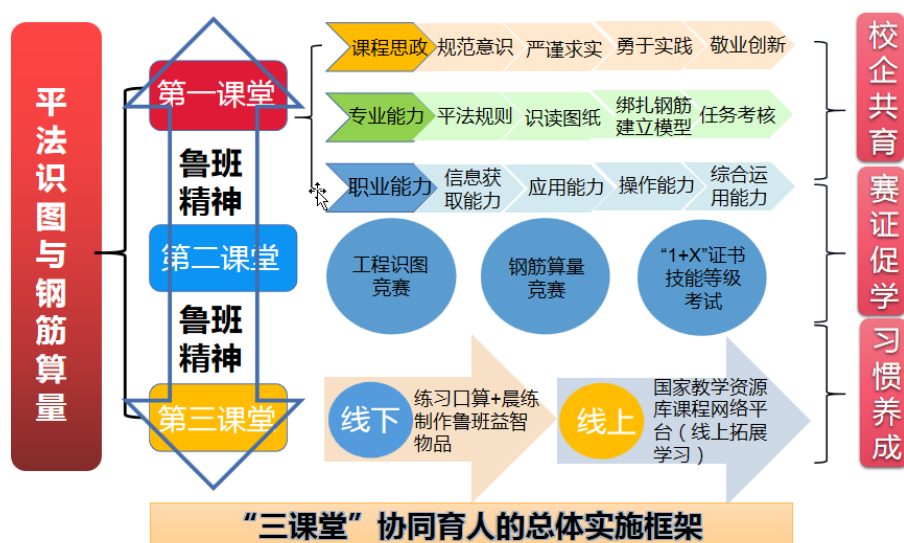 平法识图与钢筋算量
第一课堂
鲁班
精神
第二课堂
鲁班
精神
第三课堂
课程思政
规范意识
严谨求实
勇于实践
敬业创新
专业能力
平法规则
识读图纸
绑扎钢筋
建立模型
任务考核
职业能力
信息获
取能力
应用能力
操作能力
综合运
用能力
工程识图
竞赛
钢筋算量
竞赛
“1+X”证书
技能等级
考试
线下
练习口算+晨练
制作鲁班益智
物品
线上
国家教学资源
库课程网络平
台（线上拓展
学习）
校企共育
赛证促学
习惯养成
“三课堂”协同育人的总体实施框架